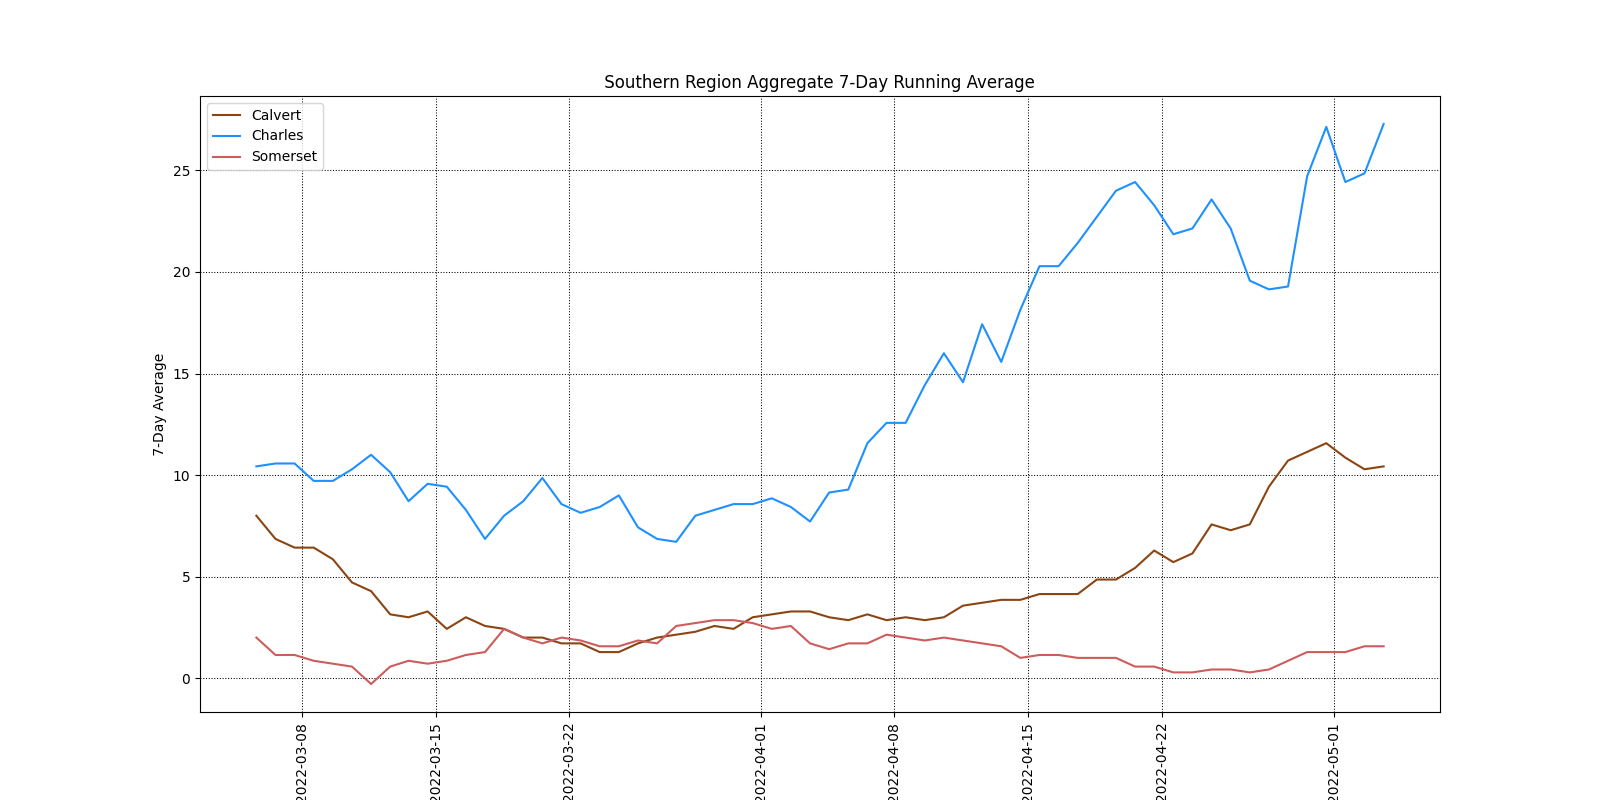 Southern Region Aggregate 7-Day Running Average
Calvert
Charles
Somerset
7-Day Average
25
20
15
10
5
0
2022-03-08
2022-03-15
2022-03-22
2022-04-01
2022-04-08
2022-04-15
2022-04-22
2022-05-01